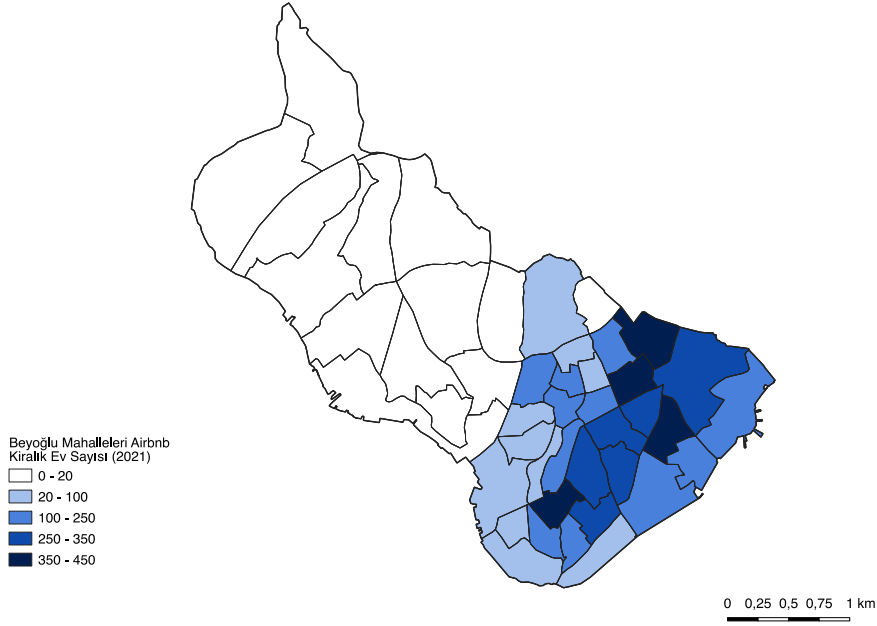 Beyoğlu Mahalleleri Airbnb
Kiralık Ev Sayısı (2021)
0 - 20
20 - 100
100 - 250
250 - 350
350 - 450
0 0,25 0,5 0,75 1 km